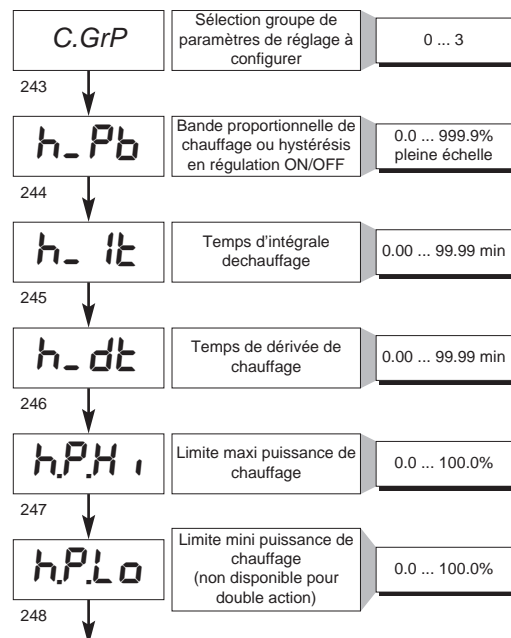 C.GrP
Sélection groupe de
paramètres de réglage à
configurer
0 ... 3
243
h_Pb
Bande proportionnelle de
chauffage ou hystérésis
en régulation ON/OFF
0.0 ... 999.9%
pleine échelle
244
h_It
Temps d'intégrale
dechauffage
0.00 ... 99.99 min
245
h_dt
Temps de dérivée de
chauffage
0.00 ... 99.99 min
246
h.P.Hi
Limite maxi puissance de
chauffage
0.0 ... 100.0%
247
h.P.Lo
Limite mini puissance de
chauffage
(non disponible pour
double action)
0.0 ... 100.0%
248